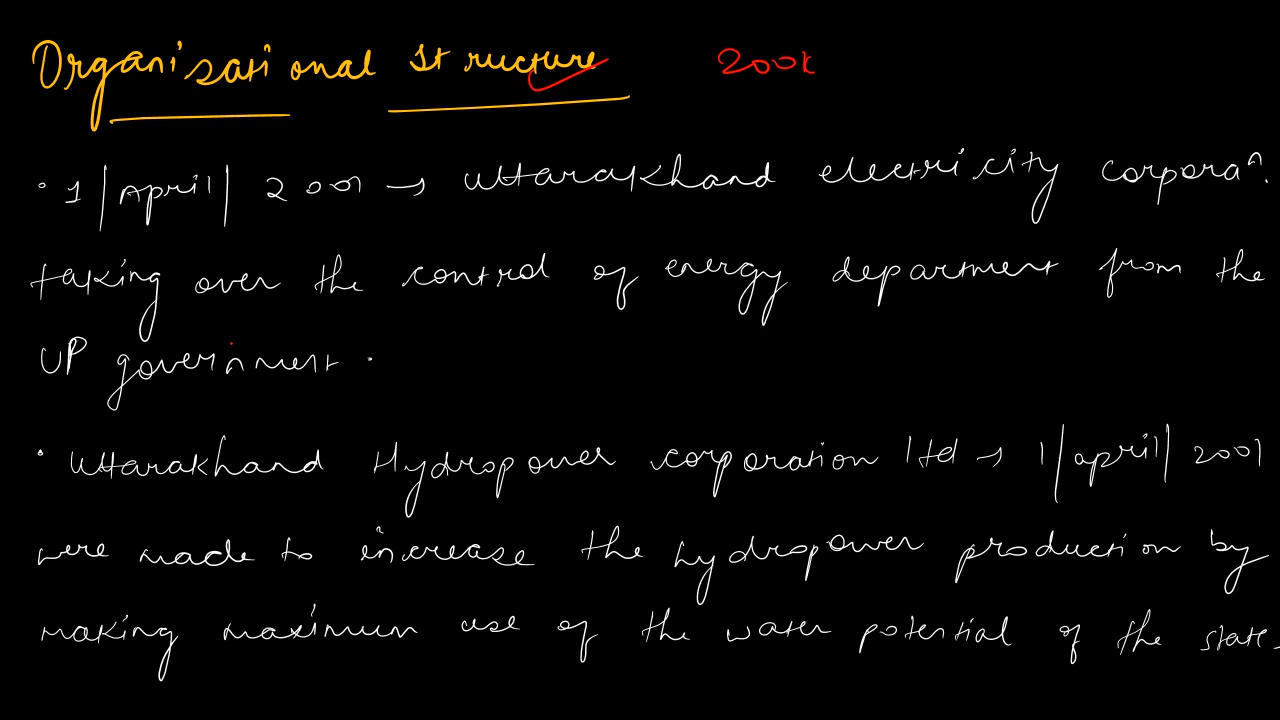 Organisational structure 200k
• 1/April/2001 → Uttarakhand electricity corporaⁿ.
taking over the control of energy department from the
UP government.
• Uttarakhand Hydropower corporation ltd → 1/april/2001
were made to increase the hydropower production by
making maximum use of the water potential of the state.